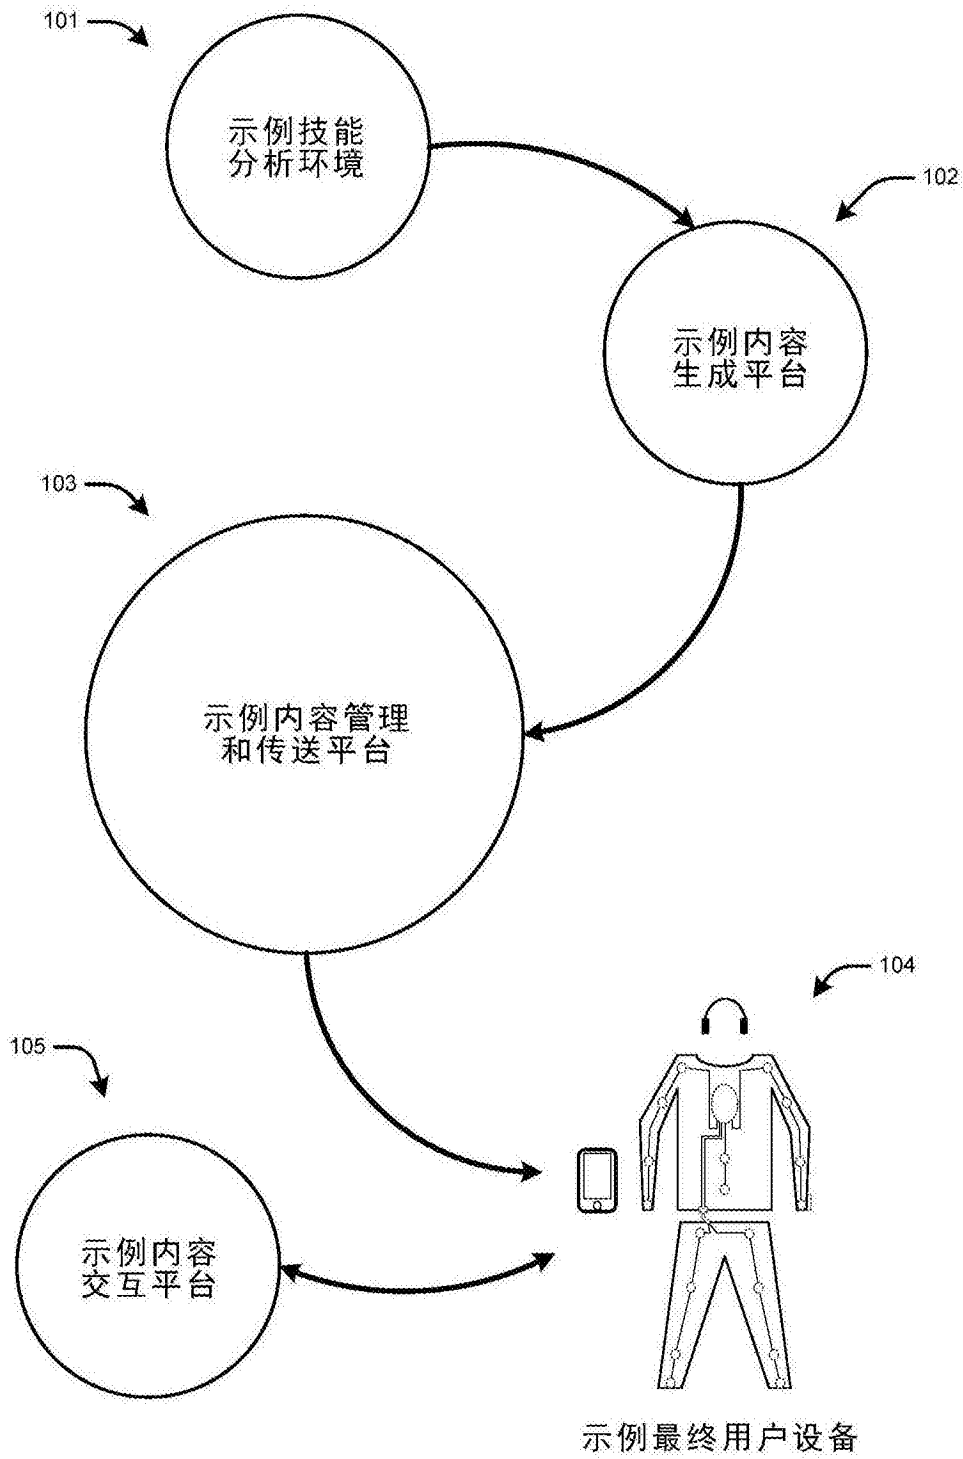 101
示例技能
分析环境
102
示例内容
生成平台
103
示例内容管理
和传送平台
104
105
示例内容
交互平台
示例最终用户设备